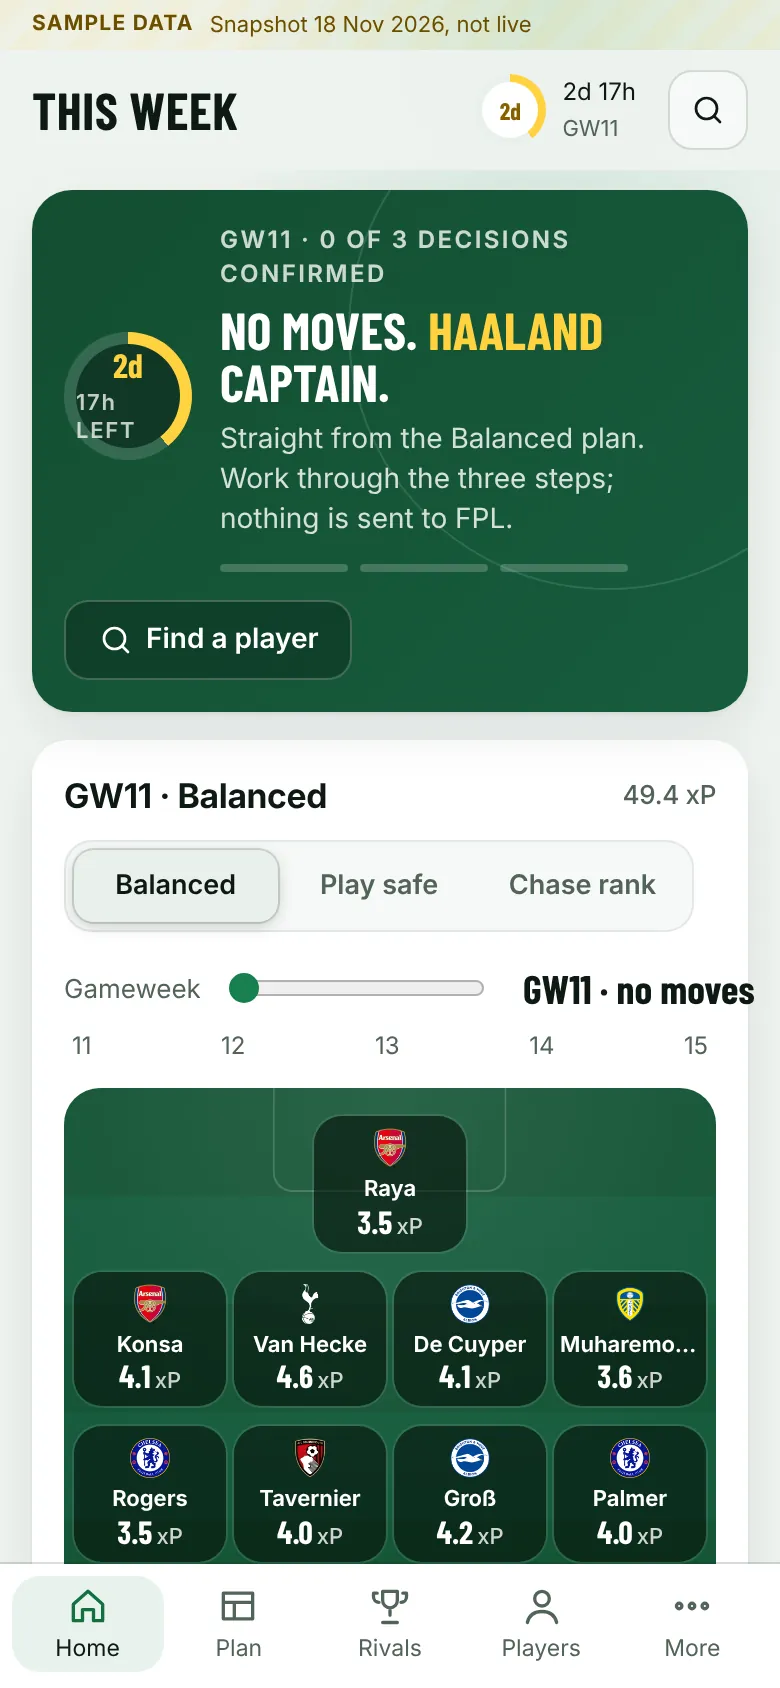 SAMPLE DATA Snapshot 18 Nov 2026, not live
THIS WEEK
2d
2d 17h
GW11
GW11 · 0 OF 3 DECISIONS
CONFIRMED
NO MOVES. HAALAND
CAPTAIN.
2d
17h
LEFT
Straight from the Balanced plan.
Work through the three steps;
nothing is sent to FPL.
Find a player
GW11 · Balanced
49.4 xP
Balanced
Play safe
Chase rank
Gameweek
GW11 · no moves
11 12 13 14 15
Arsenal
Raya
3.5 xP
Arsenal
Konsa
4.1 xP
Van Hecke
4.6 xP
De Cuyper
4.1 xP
Muharemo...
3.6 xP
Rogers
3.5 xP
Tavernier
4.0 xP
Groß
4.2 xP
Palmer
4.0 xP
Home
Plan
Rivals
Players
More